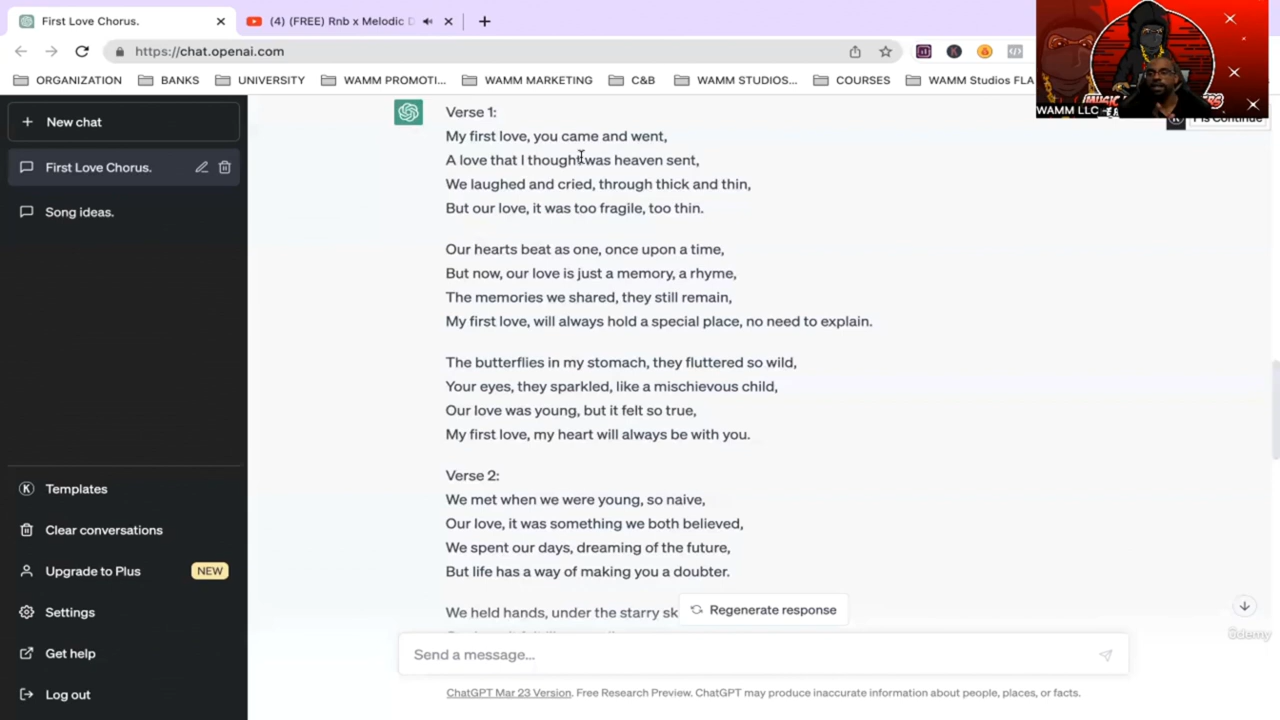 First Love Chorus.
(4) (FREE) Rnb x Melodic D
https://chat.openai.com
ORGANIZATION
BANKS
UNIVERSITY
WAMM PROMOTI...
WAMM MARKETING
C&B
WAMM STUDIOS...
COURSES
WAMM Studios FLA
WAMM LLC
New chat
First Love Chorus.
Song ideas.
Templates
Clear conversations
Upgrade to Plus
NEW
Settings
Get help
Log out
Verse 1:
My first love, you came and went,
A love that I thought was heaven sent,
We laughed and cried, through thick and thin,
But our love, it was too fragile, too thin.
Our hearts beat as one, once upon a time,
But now, our love is just a memory, a rhyme,
The memories we shared, they still remain,
My first love, will always hold a special place, no need to explain.
The butterflies in my stomach, they fluttered so wild,
Your eyes, they sparkled, like a mischievous child,
Our love was young, but it felt so true,
My first love, my heart will always be with you.
Verse 2:
We met when we were young, so naive,
Our love, it was something we both believed,
We spent our days, dreaming of the future,
But life has a way of making you a doubter.
We held hands, under the starry sk
Regenerate response
Send a message...
ChatGPT Mar 23 Version. Free Research Preview. ChatGPT may produce inaccurate information about people, places, or facts.
ûdemy